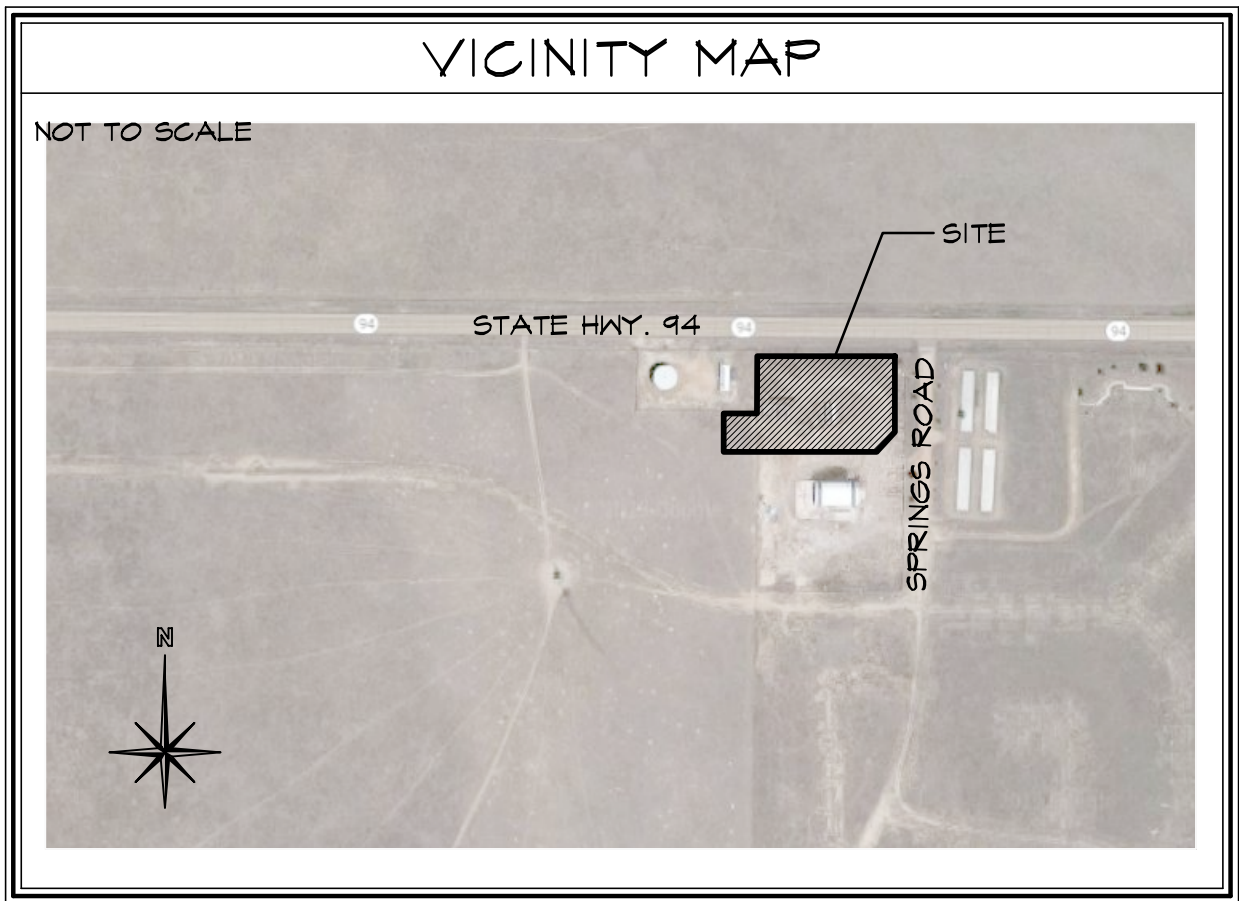 VICINITY MAP
NOT TO SCALE
SITE
STATE HWY. 94
94
94
94
SPRINGS ROAD
N